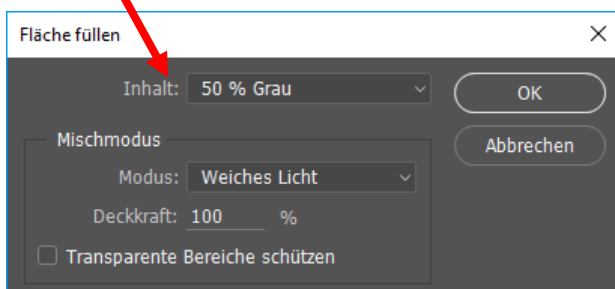 Fläche füllen
Inhalt: 50 % Grau
OK
Mischmodus
Abbrechen
Modus: Weiches Licht
Deckkraft: 100 %
Transparente Bereiche schützen